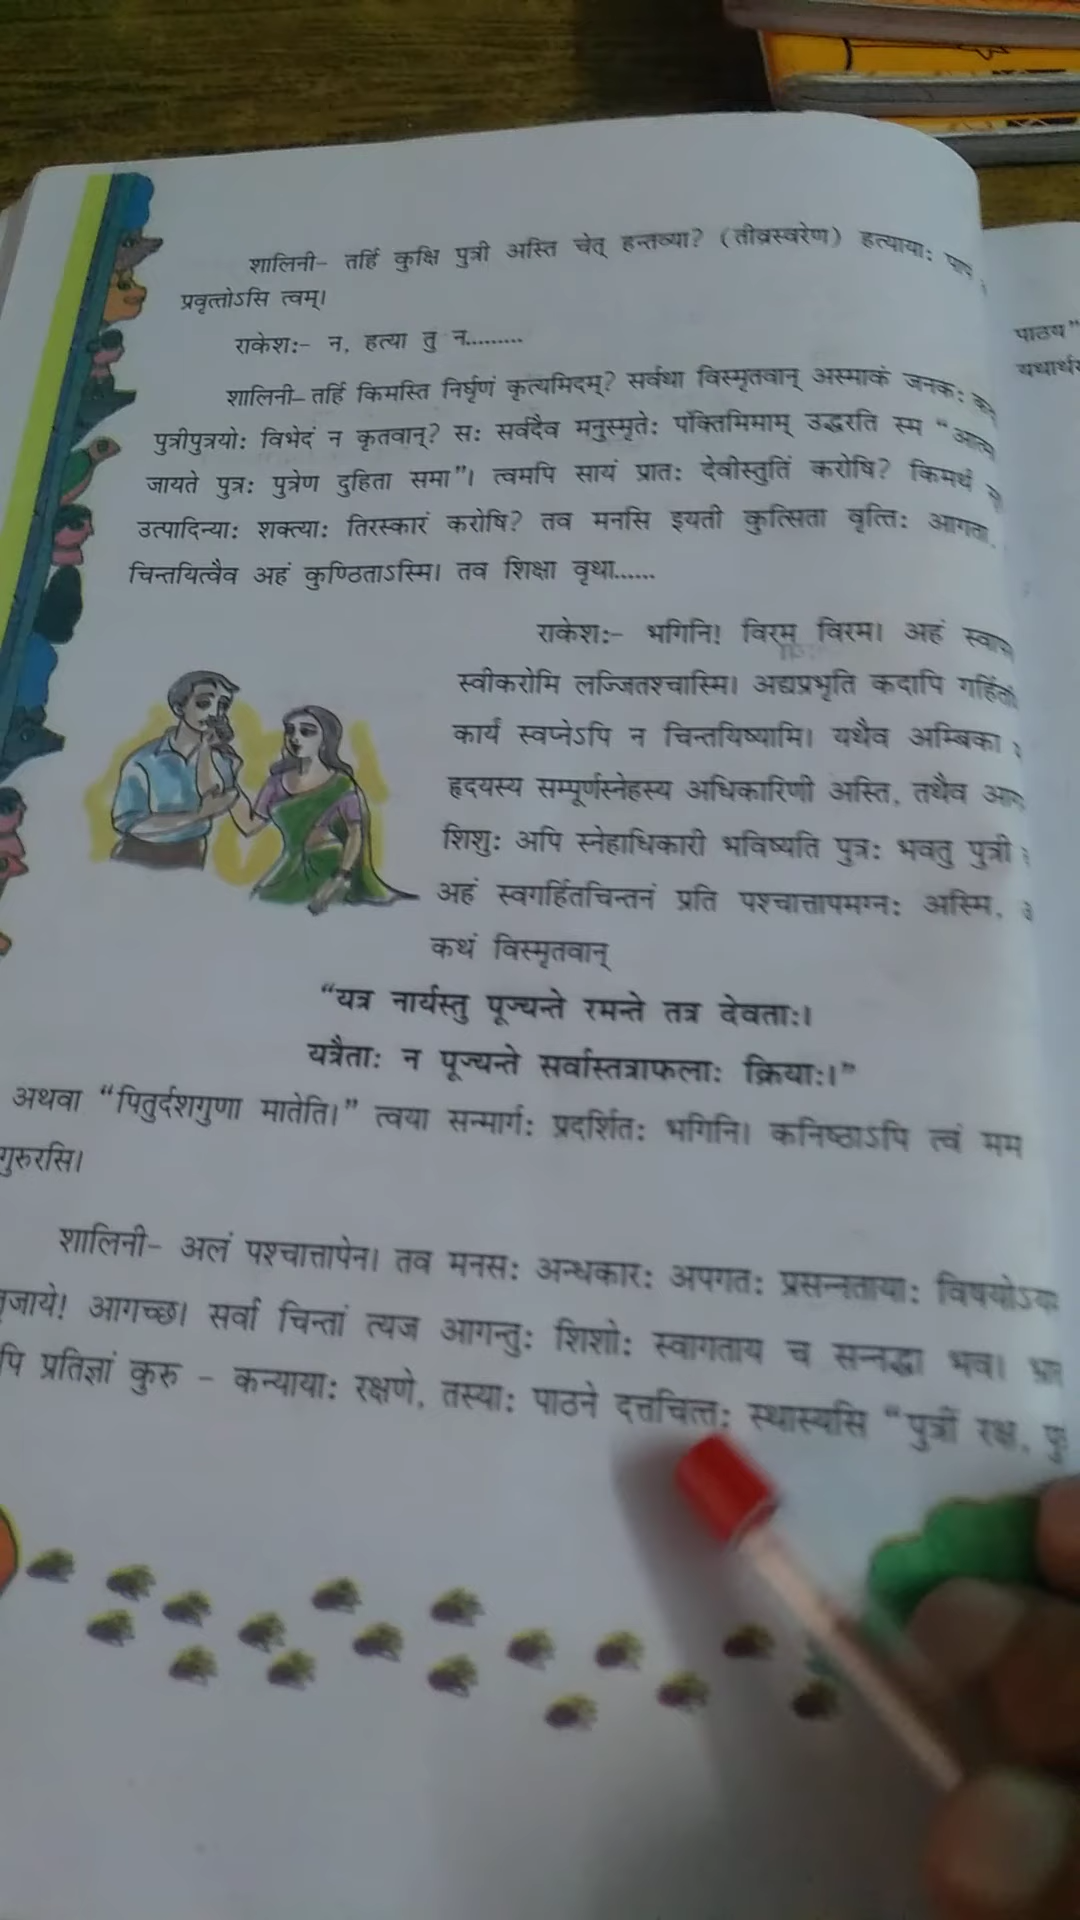 शालिनी– तर्हि कुक्षि पुत्री अस्ति चेत् हन्तव्या? (तीव्रस्वरेण) हत्यायाः पाप
प्रवृत्तोऽसि त्वम्।
राकेशः– न, हत्या तु न.........
शालिनी– तर्हि किमस्ति निर्घृणं कृत्यमिदम्? सर्वथा विस्मृतवान् अस्माकं जनकः
पुत्रीपुत्रयोः विभेदं न कृतवान्? सः सर्वदैव मनुस्मृतेः पंक्तिमिमाम् उद्धरति स्म “आत्म
जायते पुत्रः पुत्रेण दुहिता समा”। त्वमपि सायं प्रातः देवीस्तुतिं करोषि? किमर्थं
उत्पादिन्याः शक्त्याः तिरस्कारं करोषि? तव मनसि इयती कुत्सिता वृत्तिः आगता,
चिन्तयित्वैव अहं कुण्ठिताऽस्मि। तव शिक्षा वृथा......
राकेशः– भगिनि! विरम विरम। अहं
स्वीकरोमि लज्जितश्चास्मि। अद्यप्रभृति कदापि
कार्यं स्वप्नेऽपि न चिन्तयिष्यामि। यथैव अम्बिका
हृदयस्य सम्पूर्णस्नेहस्य अधिकारिणी अस्ति, तथैव
शिशुः अपि स्नेहाधिकारी भविष्यति पुत्रः भवतु पुत्री
अहं स्वगर्हितचिन्तनं प्रति पश्चात्तापमग्नः अस्मि,
कथं विस्मृतवान्
“यत्र नार्यस्तु पूज्यन्ते रमन्ते तत्र देवताः।
यत्रैताः न पूज्यन्ते सर्वास्तत्राफलाः क्रियाः।”
अथवा “पितुर्दशगुणा मातेति।” त्वया सन्मार्गः प्रदर्शितः भगिनि। कनिष्ठाऽपि त्वं मम
गुरुरसि।
शालिनी– अलं पश्चात्तापेन। तव मनसः अन्धकारः अपगतः प्रसन्नतायाः
जाये! आगच्छ। सर्वां चिन्तां त्यज आगन्तुः शिशोः स्वागताय च सन्नद्धा भव।
पि प्रतिज्ञां कुरु – कन्यायाः रक्षणे, तस्याः पाठने दत्तचित्तः स्थास्यसि “पुत्रीं रक्ष,
पाठय”